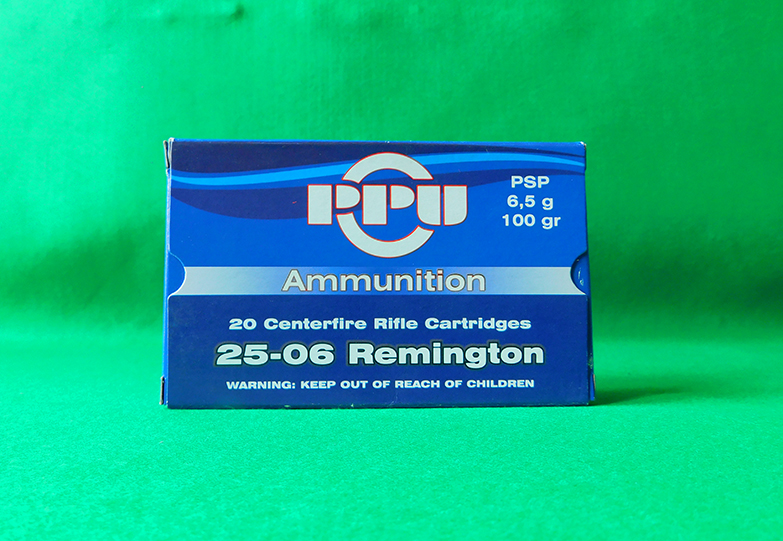 PPU
PSP
6,5 g
100 gr
Ammunition
20 Centerfire Rifle Cartridges
25-06 Remington
WARNING: KEEP OUT OF REACH OF CHILDREN